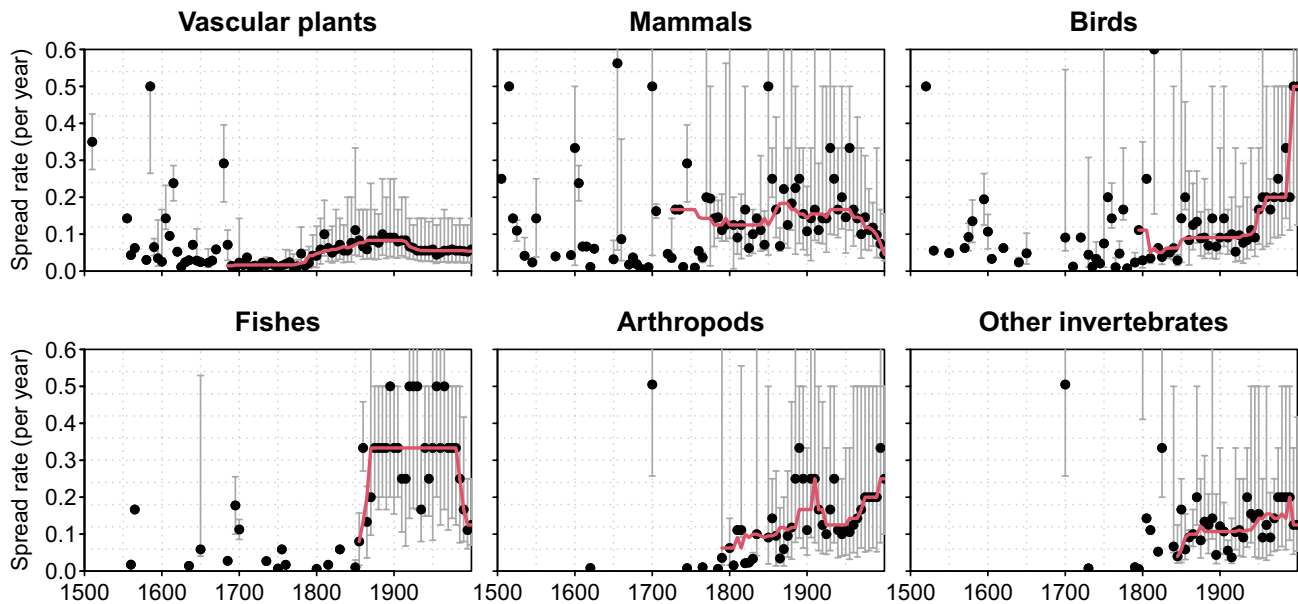 Vascular plants Mammals Birds
Spread rate (per year)
0.6
0.5
0.4
0.3
0.2
0.1
0.0
Fishes Arthropods Other invertebrates
Spread rate (per year)
0.6
0.5
0.4
0.3
0.2
0.1
0.0
1500 1600 1700 1800 1900 1500 1600 1700 1800 1900 1500 1600 1700 1800 1900